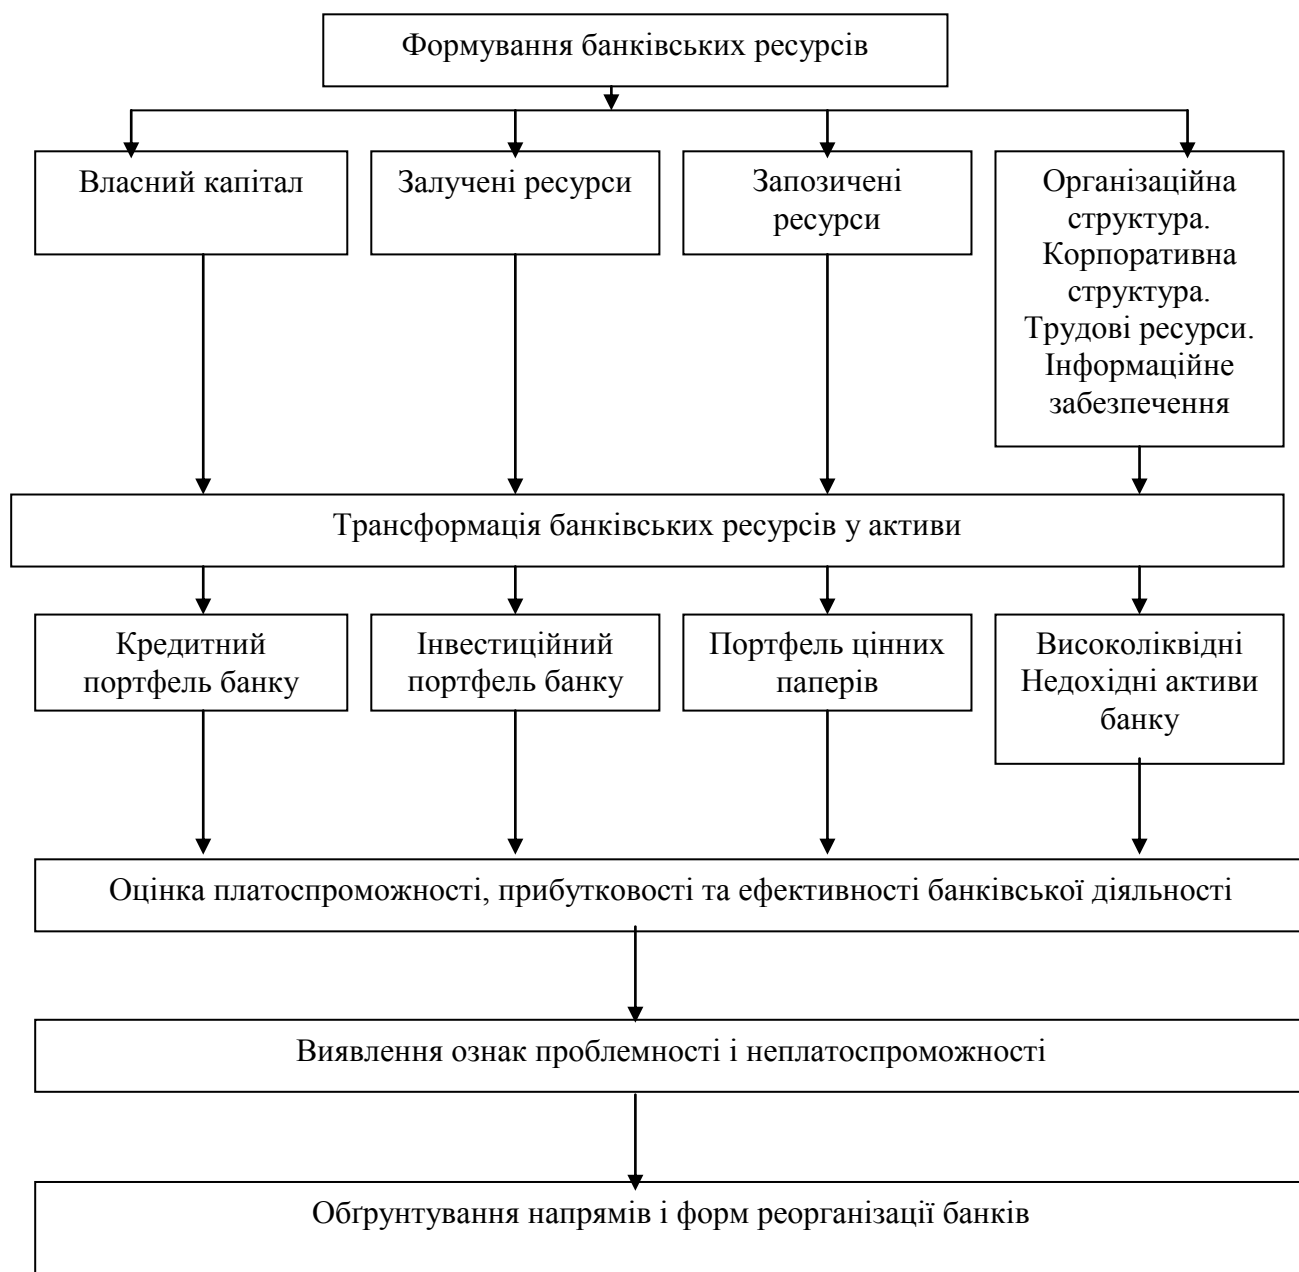 Формування банківських ресурсів
Власний капітал
Залучені ресурси
Запозичені
ресурси
Організаційна
структура.
Корпоративна
структура.
Трудові ресурси.
Інформаційне
забезпечення
Трансформація банківських ресурсів у активи
Кредитний
портфель банку
Інвестиційний
портфель банку
Портфель цінних
паперів
Високоліквідні
Недохідні активи
банку
Оцінка платоспроможності, прибутковості та ефективності банківської діяльності
Виявлення ознак проблемності і неплатоспроможності
Обґрунтування напрямів і форм реорганізації банків